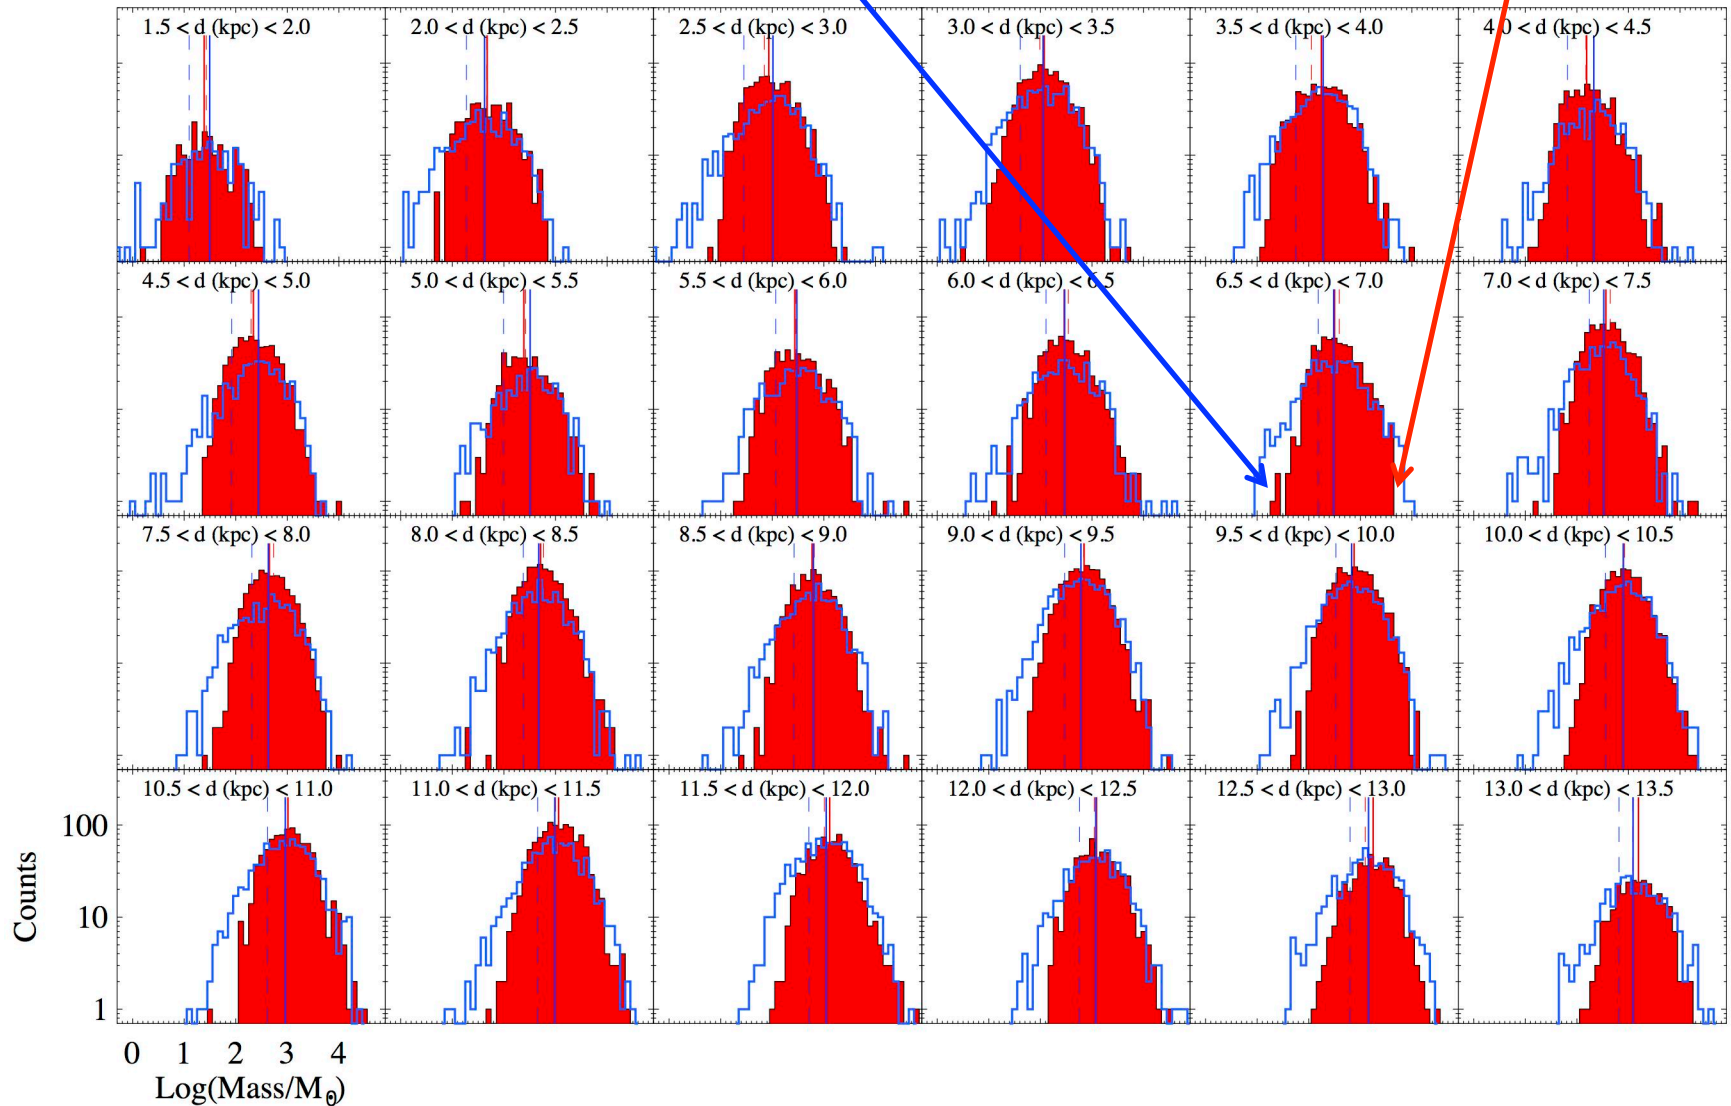 1.5 < d (kpc) < 2.0
2.0 < d (kpc) < 2.5
2.5 < d (kpc) < 3.0
3.0 < d (kpc) < 3.5
3.5 < d (kpc) < 4.0
4.0 < d (kpc) < 4.5
4.5 < d (kpc) < 5.0
5.0 < d (kpc) < 5.5
5.5 < d (kpc) < 6.0
6.0 < d (kpc) < 6.5
6.5 < d (kpc) < 7.0
7.0 < d (kpc) < 7.5
7.5 < d (kpc) < 8.0
8.0 < d (kpc) < 8.5
8.5 < d (kpc) < 9.0
9.0 < d (kpc) < 9.5
9.5 < d (kpc) < 10.0
10.0 < d (kpc) < 10.5
10.5 < d (kpc) < 11.0
11.0 < d (kpc) < 11.5
11.5 < d (kpc) < 12.0
12.0 < d (kpc) < 12.5
12.5 < d (kpc) < 13.0
13.0 < d (kpc) < 13.5
100
10
1
Counts
0 1 2 3 4
Log(Mass/M⊙)